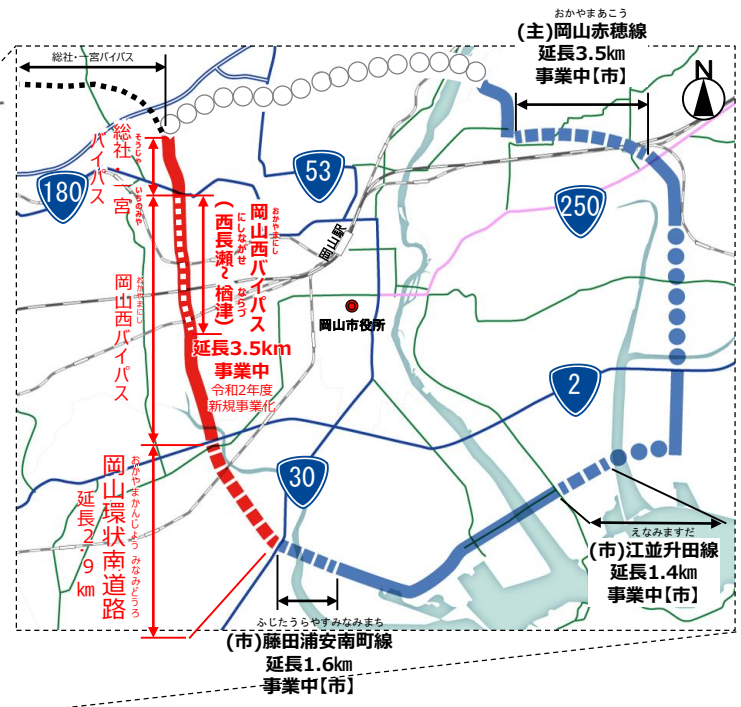 おかやまあこう
(主)岡山赤穂線
延長3.5km
事業中【市】
総社・一宮バイパス
N
そうじゃ いちのみや
総社・一宮
バイパス
180
53
250
岡山駅
おかやまにし
岡山西バイパス
にしながせ ならづ
(西長瀬~楢津)
延長3.5km
事業中
令和2年度
新規事業化
岡山市役所
おかやまにし
岡山西バイパス
2
30
おかやまかんじょうみなみどうろ
岡山環状南道路
延長2.9km
えなみますだ
(市)江並升田線
延長1.4km
事業中【市】
ふじたうらやすみなみまち
(市)藤田浦安南町線
延長1.6km
事業中【市】